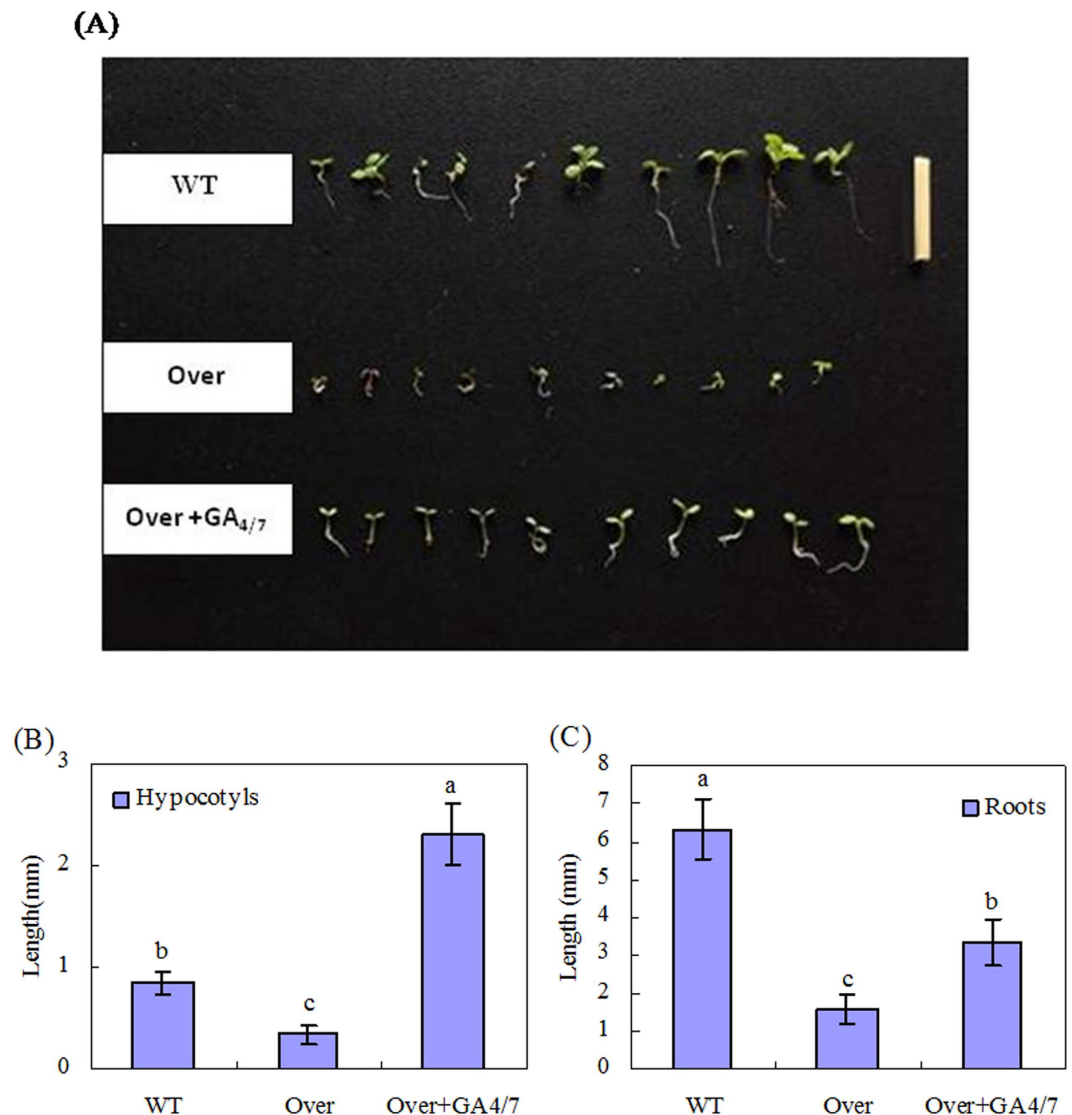 (A)
WT
Over
Over +GA4/7
(B)
3
2
1
0
Length(mm)
Hypocotyls
b
c
a
WT
Over
Over+GA4/7
(C)
8
7
6
5
4
3
2
1
0
Length (mm)
Roots
a
c
b
WT
Over
Over+GA4/7